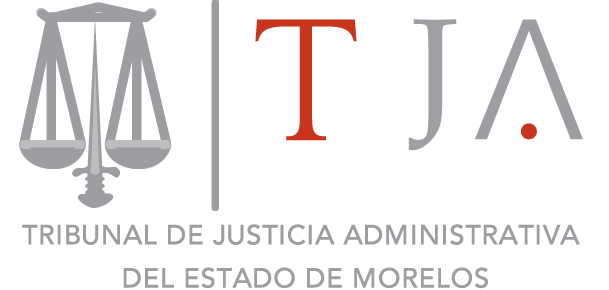 TJA
TRIBUNAL DE JUSTICIA ADMINISTRATIVA
DEL ESTADO DE MORELOS